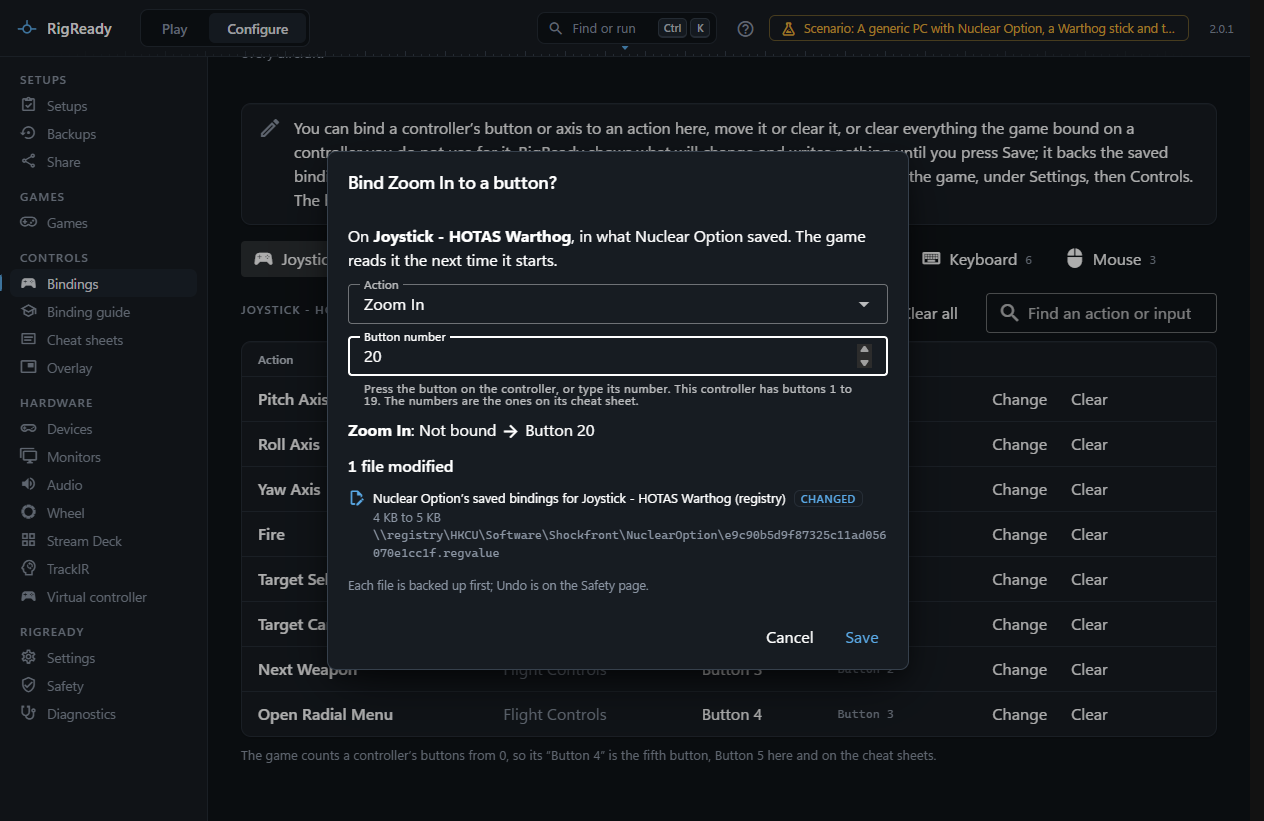 RigReady
Play
Configure
Find or run
Ctrl
K
Scenario: A generic PC with Nuclear Option, a Warthog stick and t...
2.0.1
SETUPS
Setups
Backups
Share
GAMES
Games
CONTROLS
Bindings
Binding guide
Cheat sheets
Overlay
HARDWARE
Devices
Monitors
Audio
Wheel
Stream Deck
TrackIR
Virtual controller
RIGREADY
Settings
Safety
Diagnostics
You can bind a controller's button or axis to an action here, move it or clear it, or clear everything the game bound on a
controller you do not use for it. RigReady shows what will change and writes nothing until you press Save; it backs the saved
the game, under Settings, then Controls.
The
Keyboard 6
Mouse 3
JOYSTICK -
Clear all
Find an action or input
Action
Pitch Axis
Change
Clear
Roll Axis
Change
Clear
Yaw Axis
Change
Clear
Fire
Change
Clear
Target
Change
Clear
Target
Change
Clear
Next Weapon
Flight Controls
Button 3
Button 2
Change
Clear
Open Radial Menu
Flight Controls
Button 4
Button 3
Change
Clear
The game counts a controller's buttons from 0, so its "Button 4" is the fifth button, Button 5 here and on the cheat sheets.
Bind Zoom In to a button?
On Joystick - HOTAS Warthog, in what Nuclear Option saved. The game
reads it the next time it starts.
Action
Zoom In
Button number
20
Press the button on the controller, or type its number. This controller has buttons 1 to
19. The numbers are the ones on its cheat sheet.
Zoom In: Not bound → Button 20
1 file modified
Nuclear Option's saved bindings for Joystick - HOTAS Warthog (registry)
CHANGED
4 KB to 5 KB
\\registry\HKCU\Software\Shockfront\NuclearOption\e9c90b5d9f87325c11ad056
070e1cc1f.regvalue
Each file is backed up first; Undo is on the Safety page.
Cancel
Save